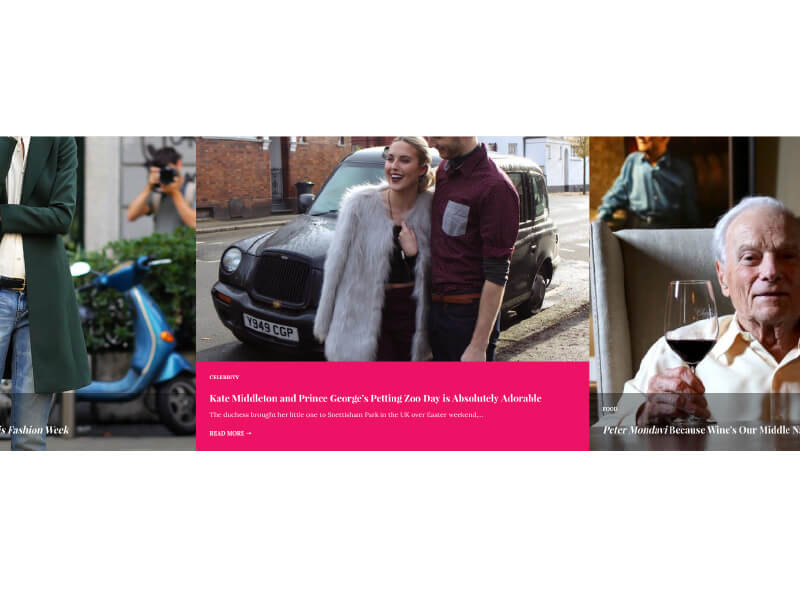 Y949 CGP
s Fashion Week
CELEBRITY
Kate Middleton and Prince George's Petting Zoo Day is Absolutely Adorable
The duchess brought her little one to Snettisham Park in the UK over Easter weekend,...
READ MORE →
FOOD
Peter Mondavi Because Wine's Our Middle